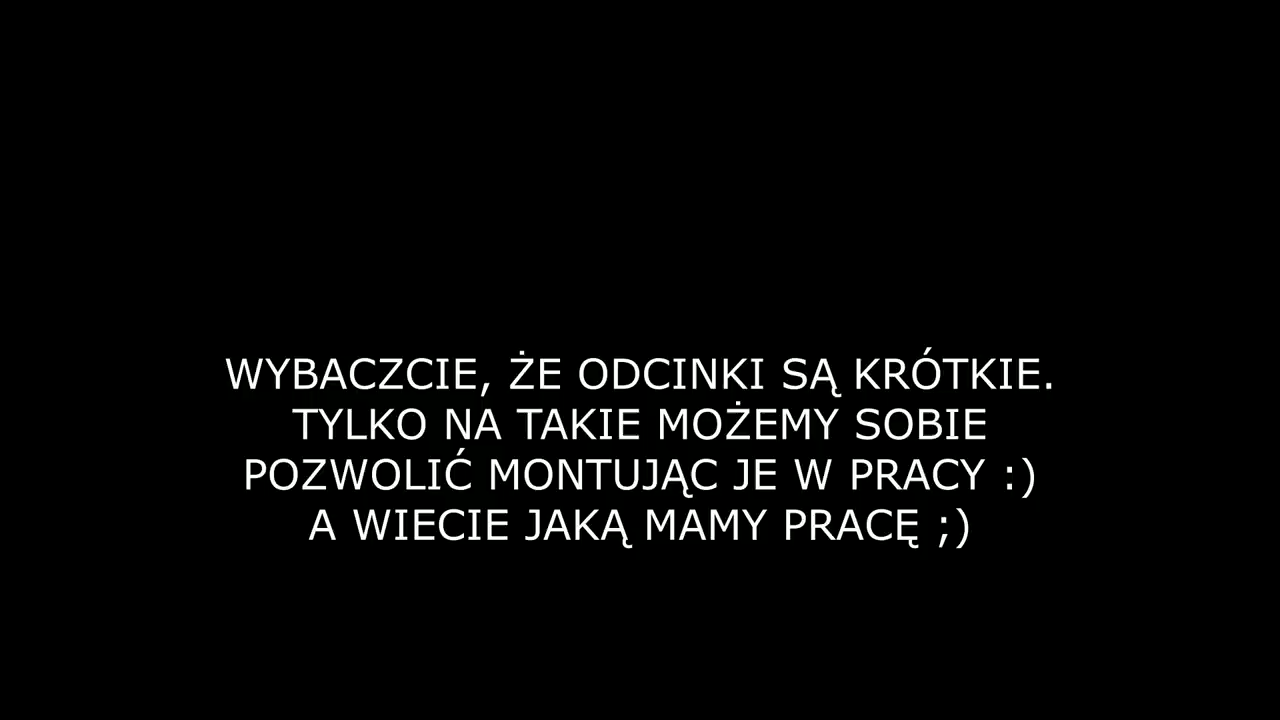 WYBACZCIE, ŻE ODCINKI SĄ KRÓTKIE.
TYLKO NA TAKIE MOŻEMY SOBIE
POZWOLIĆ MONTUJĄC JE W PRACY :)
A WIECIE JAKĄ MAMY PRACĘ ;)